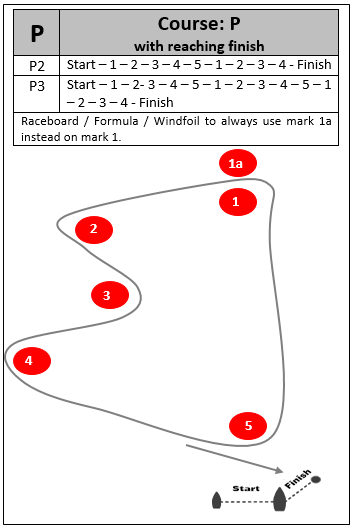 P
Course: P
with reaching finish
P2
Start – 1 – 2 – 3 – 4 – 5 – 1 – 2 – 3 – 4 - Finish
P3
Start – 1 – 2- 3 – 4 – 5 – 1 – 2 – 3 – 4 – 5 – 1
– 2 – 3 – 4 - Finish
Raceboard / Formula / Windfoil to always use mark 1a
instead on mark 1.
1a
1
2
3
4
5
Start
Finish